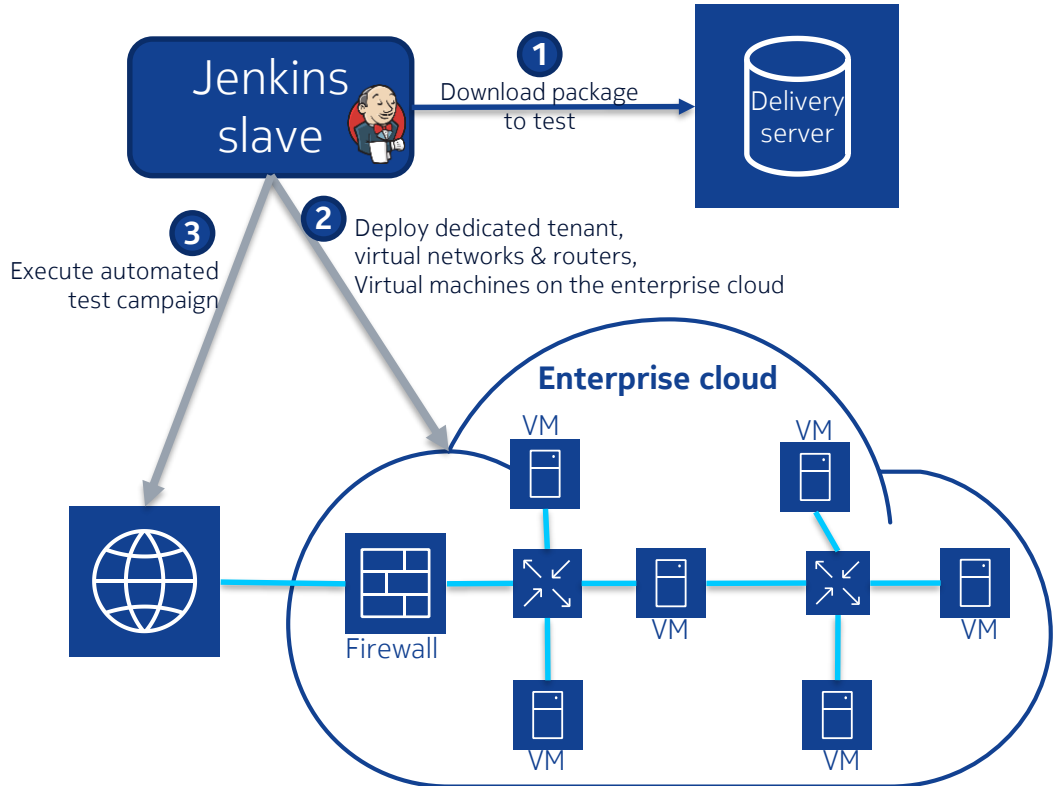 Jenkins
slave
1
Download package
to test
Delivery
server
2
Deploy dedicated tenant,
virtual networks & routers,
Virtual machines on the enterprise cloud
3
Execute automated
test campaign
Enterprise cloud
VM
VM
Firewall
VM
VM
VM
VM